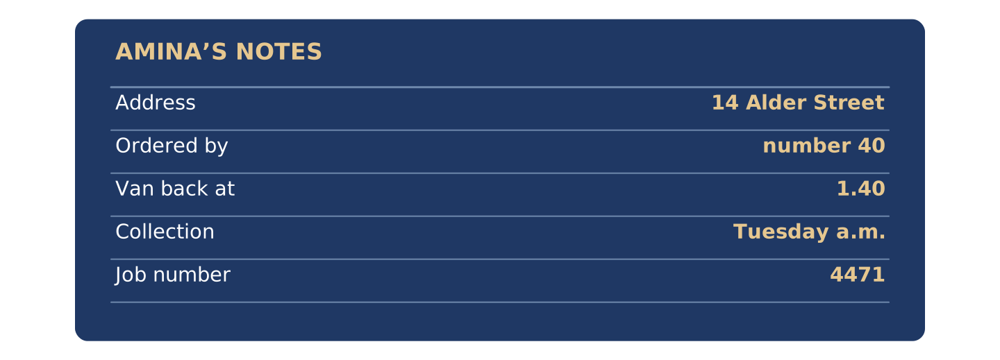 AMINA’S NOTES
Address 14 Alder Street
Ordered by number 40
Van back at 1.40
Collection Tuesday a.m.
Job number 4471